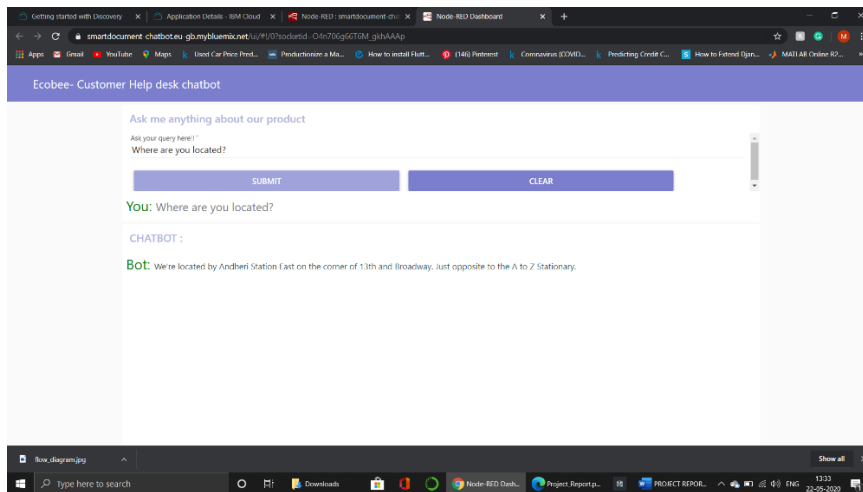 Getting started with Discovery
Application Details - IBM Cloud
Node-RED : smartdocument-cha
Node-RED Dashboard
smartdocument-chatbot.eu-gb.mybluemix.net/ui/#!/0?socketid=O4n706g66T6M_gkhAAAp
Apps Gmail YouTube Maps Used Car Price Pred... Productionize a Ma... How to install Flutt... (146) Pinterest Coronavirus (COVID... Predicting Credit C... How to Extend Djan... MATLAB Online R2...
Ecobee- Customer Help desk chatbot
Ask me anything about our product
Ask your query here!! *
Where are you located?
SUBMIT CLEAR
You: Where are you located?
CHATBOT :
Bot: We're located by Andheri Station East on the corner of 13th and Broadway. Just opposite to the A to Z Stationary.
flow_diagram.jpg Show all
Type here to search Downloads Node-RED Dash... Project_Report.p... PROJECT REPOR... ENG 13:33
22-05-2020